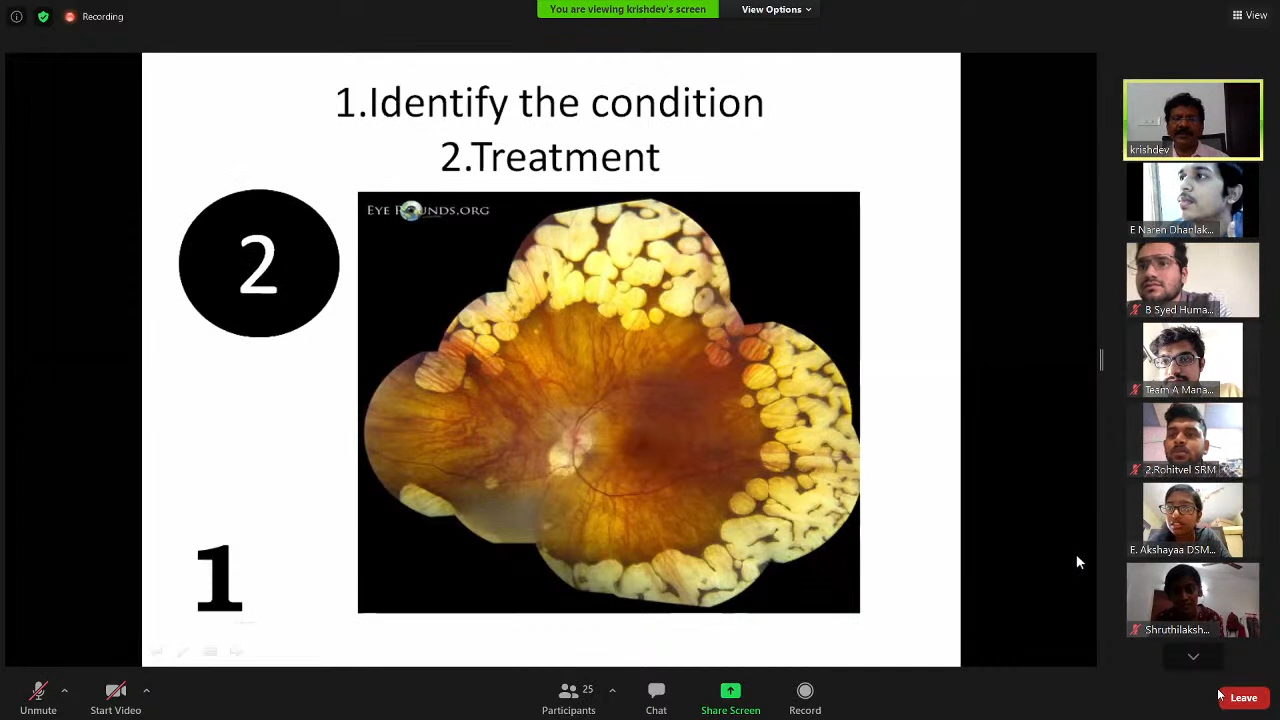 Recording
You are viewing krishdev's screen
View Options
View
1.Identify the condition
2.Treatment
2
EYE ROUNDS.ORG
1
krishdev
E Naren Dhanlak...
B Syed Huma...
Team A Mana...
2.Rohitvel SRM
E. Akshayaa DSM...
Shruthilaksh...
Unmute
Start Video
25
Participants
Chat
Share Screen
Record
Leave